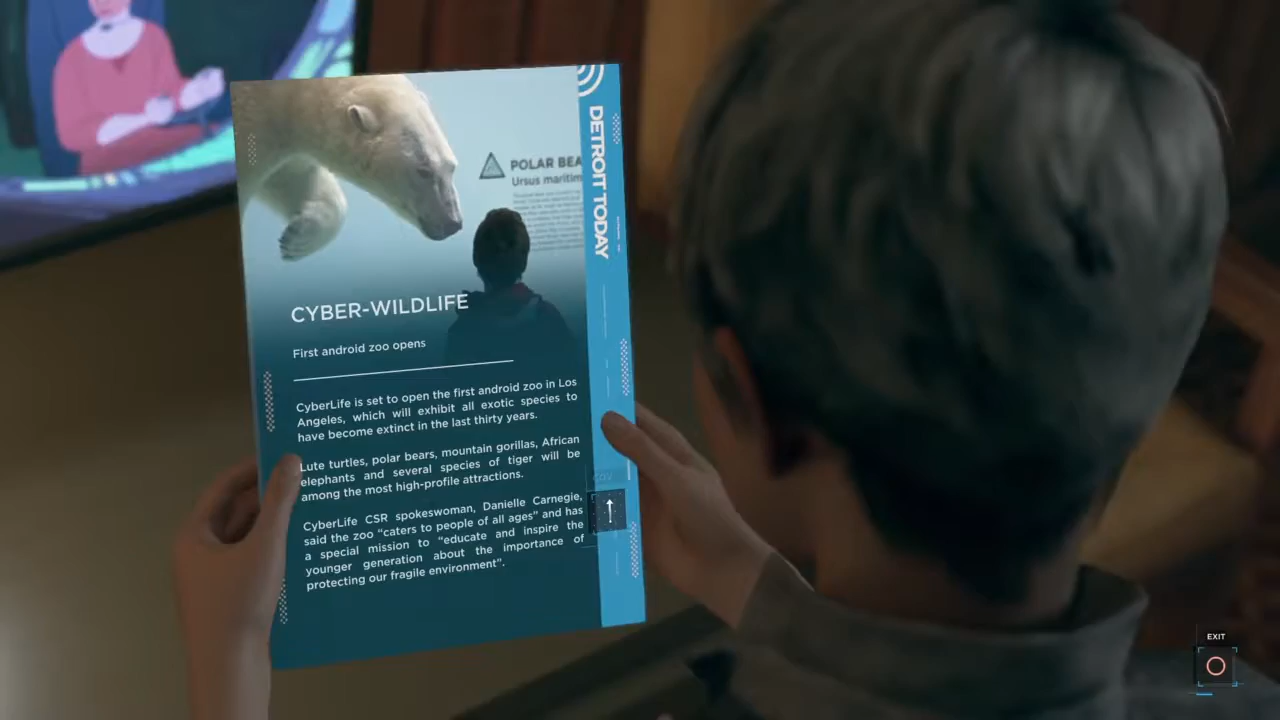 DETROIT TODAY
POLAR BEA
Ursus maritim
CYBER-WILDLIFE
First android zoo opens
CyberLife is set to open the first android zoo in Los
Angeles, which will exhibit all exotic species to
have become extinct in the last thirty years.
Lute turtles, polar bears, mountain gorillas, African
elephants and several species of tiger will be
among the most high-profile attractions.
CyberLife CSR spokeswoman, Danielle Carnegie,
said the zoo “caters to people of all ages” and has
a special mission to “educate and inspire the
younger generation about the importance of
protecting our fragile environment”.
EXIT